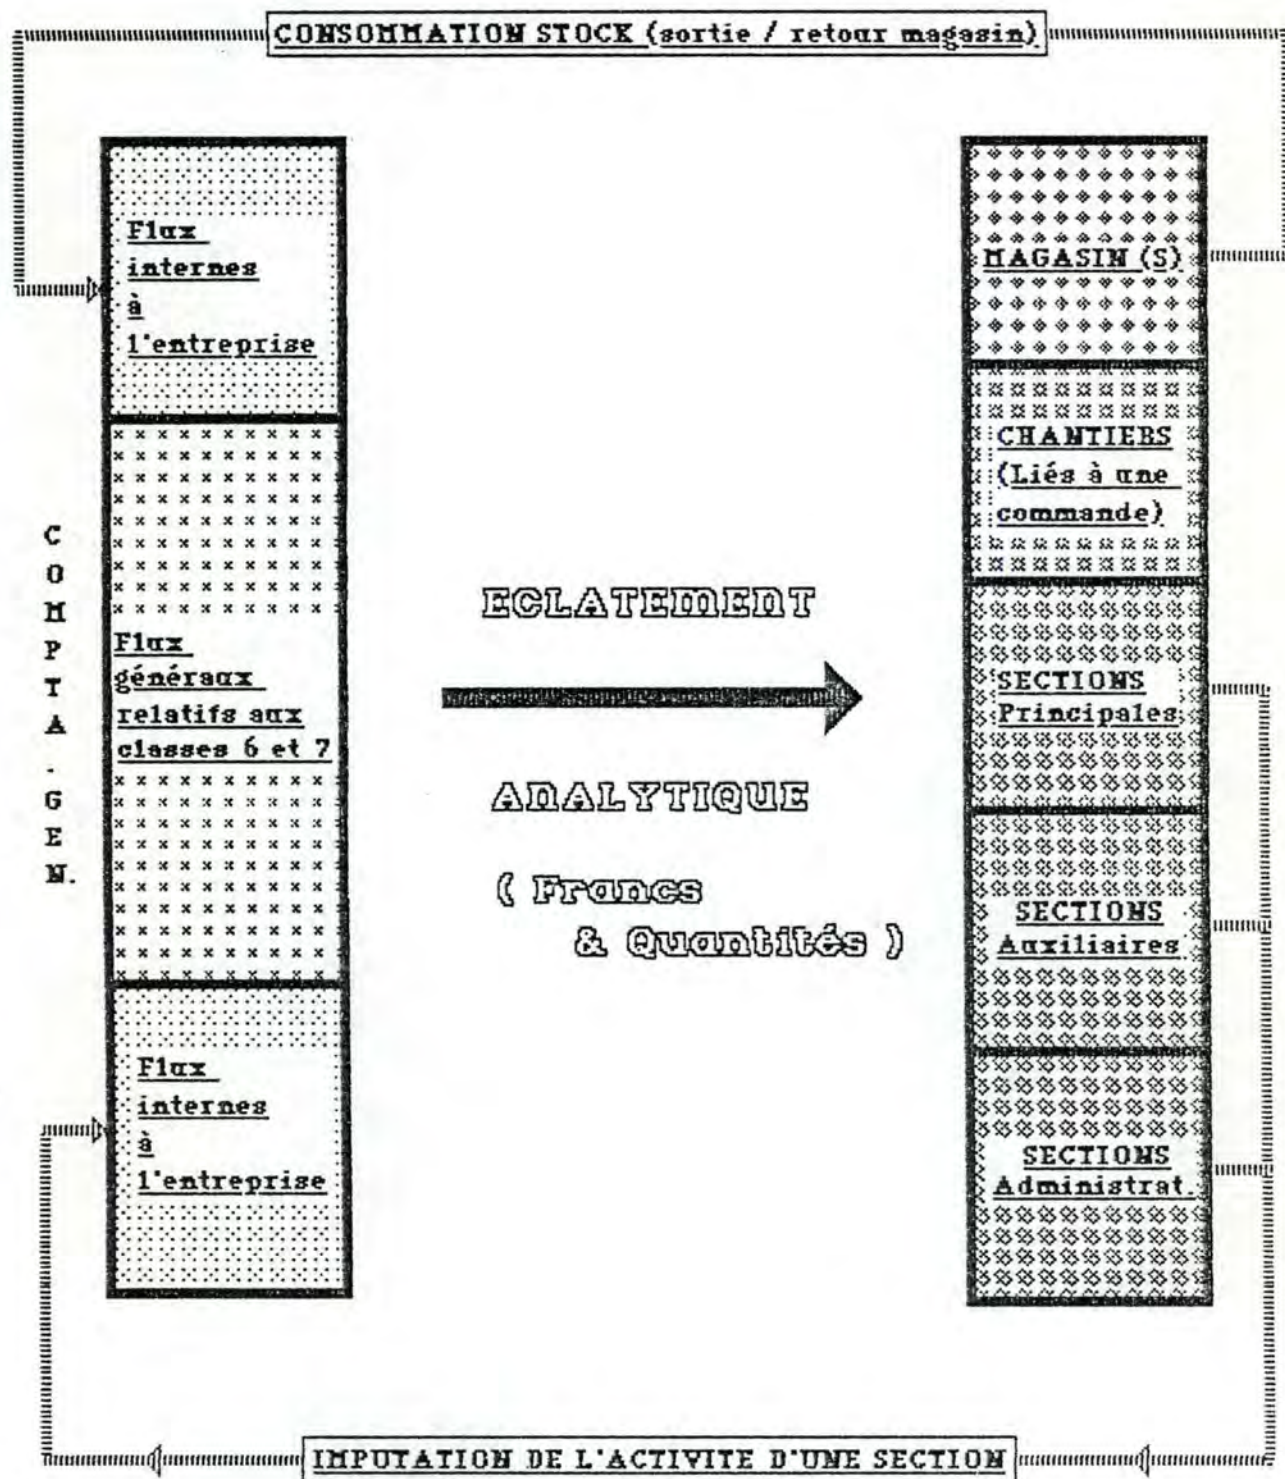 CONSOMMATION STOCK (sortie / retour magasin)
Flux
internes
à
l'entreprise
COMPTA.GEN.
Flux
généraux
relatifs aux
classes 6 et 7
Flux
internes
à
l'entreprise
ECLATEMENT
ANALYTIQUE
( Francs
& Quantités )
MAGASIN (S)
CHANTIERS
(Liés à une
commande)
SECTIONS
Principales
SECTIONS
Auxiliaires
SECTIONS
Administrat.
IMPUTATION DE L'ACTIVITE D'UNE SECTION